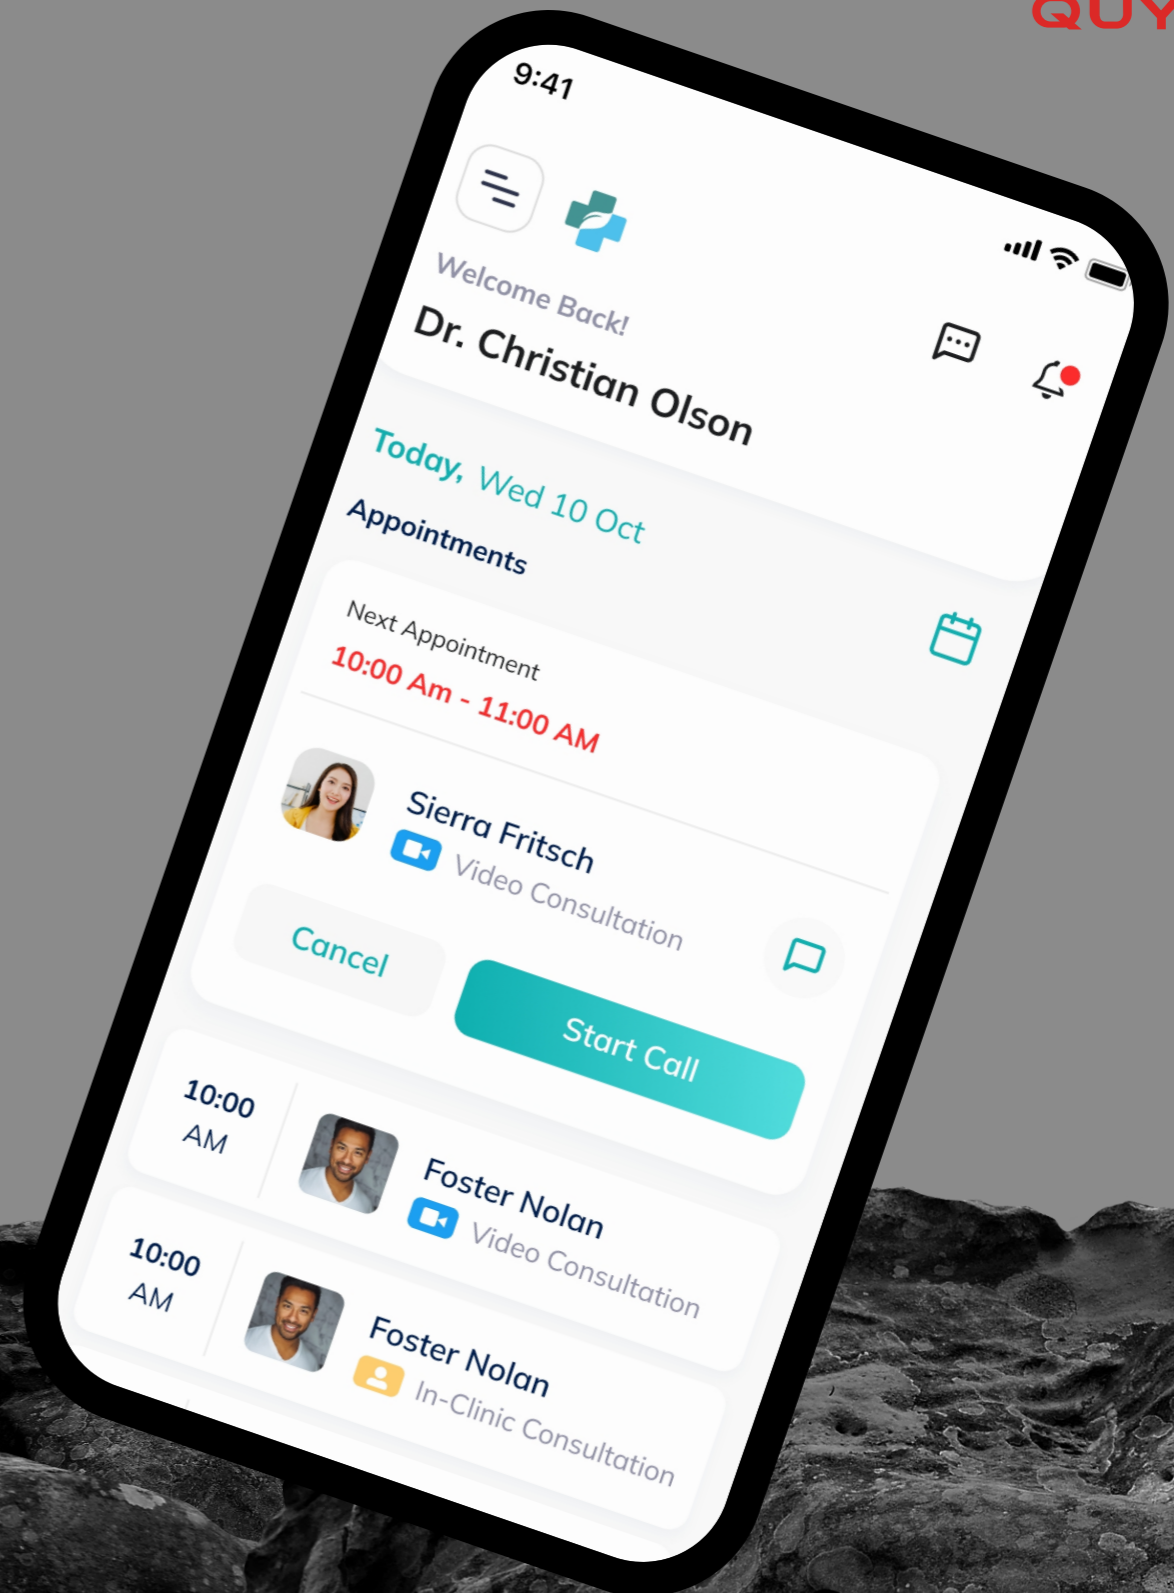 QUY
9:41
Welcome Back!
Dr. Christian Olson
Today, Wed 10 Oct
Appointments
Next Appointment
10:00 Am - 11:00 AM
Sierra Fritsch
Video Consultation
Cancel
Start Call
10:00
AM
Foster Nolan
Video Consultation
10:00
AM
Foster Nolan
In-Clinic Consultation